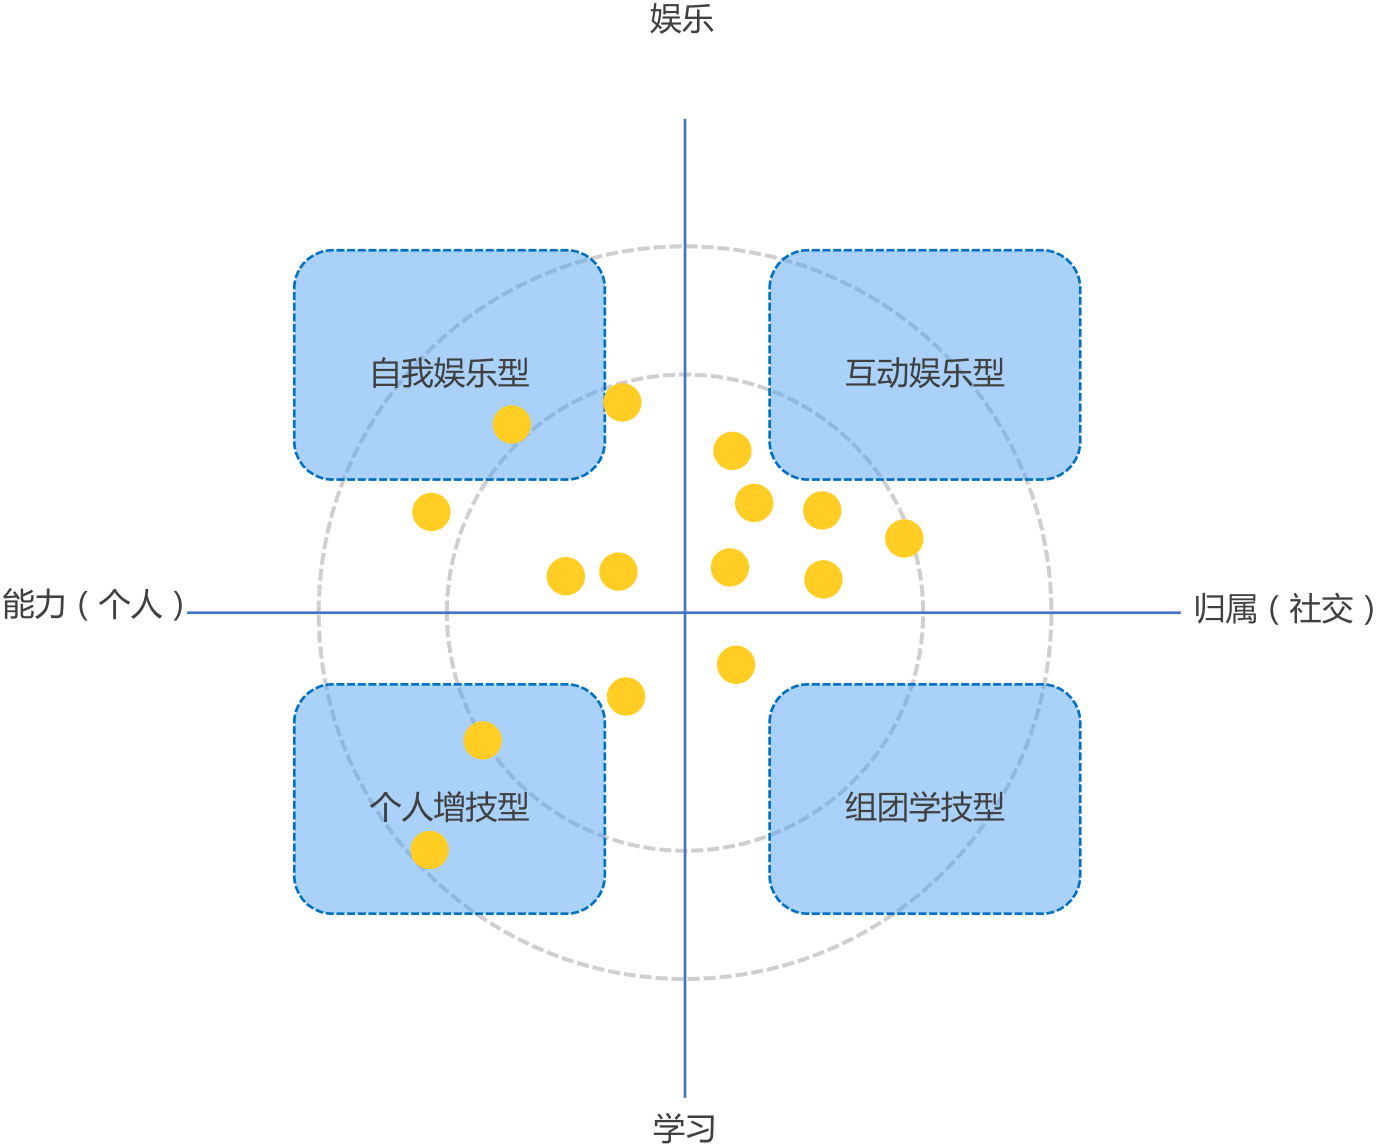 娱乐
自我娱乐型
互动娱乐型
能力（个人）
归属（社交）
个人增技型
组团学技型
学习